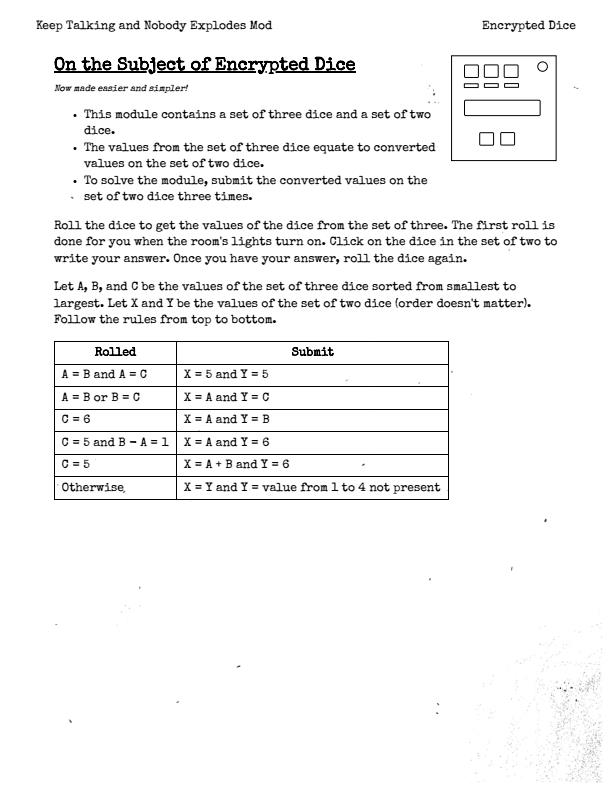 Keep Talking and Nobody Explodes Mod Encrypted Dice
On the Subject of Encrypted Dice
Now made easier and simpler!
• This module contains a set of three dice and a set of two
dice.
• The values from the set of three dice equate to converted
values on the set of two dice.
• To solve the module, submit the converted values on the
set of two dice three times.
Roll the dice to get the values of the dice from the set of three. The first roll is
done for you when the room's lights turn on. Click on the dice in the set of two to
write your answer. Once you have your answer, roll the dice again.
Let A, B, and C be the values of the set of three dice sorted from smallest to
largest. Let X and Y be the values of the set of two dice (order doesn't matter).
Follow the rules from top to bottom.
Rolled Submit
A = B and A = C X = 5 and Y = 5
A = B or B = C X = A and Y = C
C = 6 X = A and Y = B
C = 5 and B - A = 1 X = A and Y = 6
C = 5 X = A + B and Y = 6
Otherwise X = Y and Y = value from 1 to 4 not present